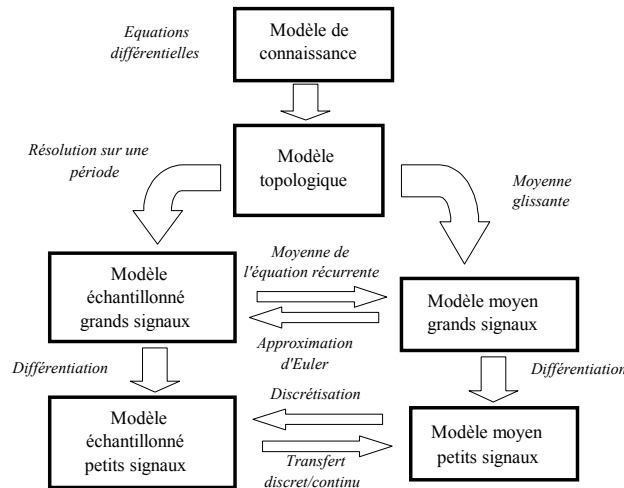 Equations
différentielles
Modèle de
connaissance
Modèle
topologique
Résolution sur une
période
Moyenne
glissante
Modèle
échantillonné
grands signaux
Moyenne de
l'équation récurrente
Approximation
d'Euler
Modèle moyen
grands signaux
Différentiation
Différentiation
Modèle
échantillonné
petits signaux
Discrétisation
Transfert
discret/continu
Modèle moyen
petits signaux